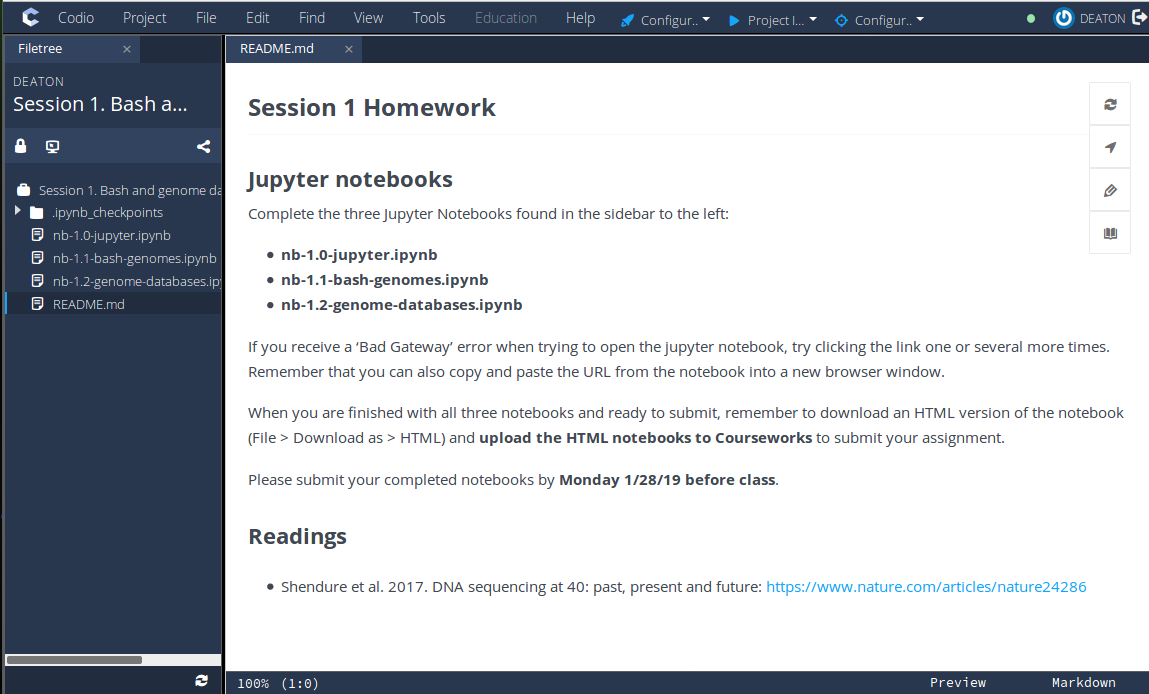 Codio Project File Edit Find View Tools Education Help Configur.. Project I... Configur.. DEATON
Filetree ×
README.md ×
DEATON
Session 1. Bash a...
Session 1. Bash and genome da
.ipynb_checkpoints
nb-1.0-jupyter.ipynb
nb-1.1-bash-genomes.ipynb
nb-1.2-genome-databases.ipy
README.md
Session 1 Homework
Jupyter notebooks
Complete the three Jupyter Notebooks found in the sidebar to the left:
• nb-1.0-jupyter.ipynb
• nb-1.1-bash-genomes.ipynb
• nb-1.2-genome-databases.ipynb
If you receive a ‘Bad Gateway’ error when trying to open the jupyter notebook, try clicking the link one or several more times.
Remember that you can also copy and paste the URL from the notebook into a new browser window.
When you are finished with all three notebooks and ready to submit, remember to download an HTML version of the notebook
(File > Download as > HTML) and upload the HTML notebooks to Courseworks to submit your assignment.
Please submit your completed notebooks by Monday 1/28/19 before class.
Readings
• Shendure et al. 2017. DNA sequencing at 40: past, present and future: https://www.nature.com/articles/nature24286
100% (1:0) Preview Markdown